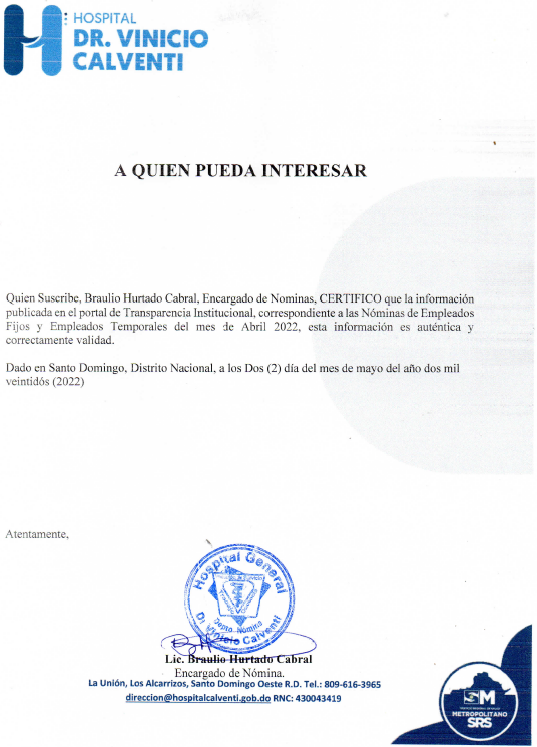 HOSPITAL
DR. VINICIO
CALVENTI
A QUIEN PUEDA INTERESAR
Quien Suscribe, Braulio Hurtado Cabral, Encargado de Nominas, CERTIFICO que la información
publicada en el portal de Transparencia Institucional, correspondiente a las Nóminas de Empleados
Fijos y Empleados Temporales del mes de Abril 2022, esta información es auténtica y
correctamente validad.
Dado en Santo Domingo, Distrito Nacional, a los Dos (2) día del mes de mayo del año dos mil
veintidós (2022)
Atentamente,
Hospital General
Depto Nómina
Dr. Vinicio Calventi
Lic. Braulio Hurtado Cabral
Encargado de Nómina.
La Unión, Los Alcarrizos, Santo Domingo Oeste R.D. Tel.: 809-616-3965
direccion@hospitalcalventi.gob.do RNC: 430043419
SM
METROPOLITANO
SRS